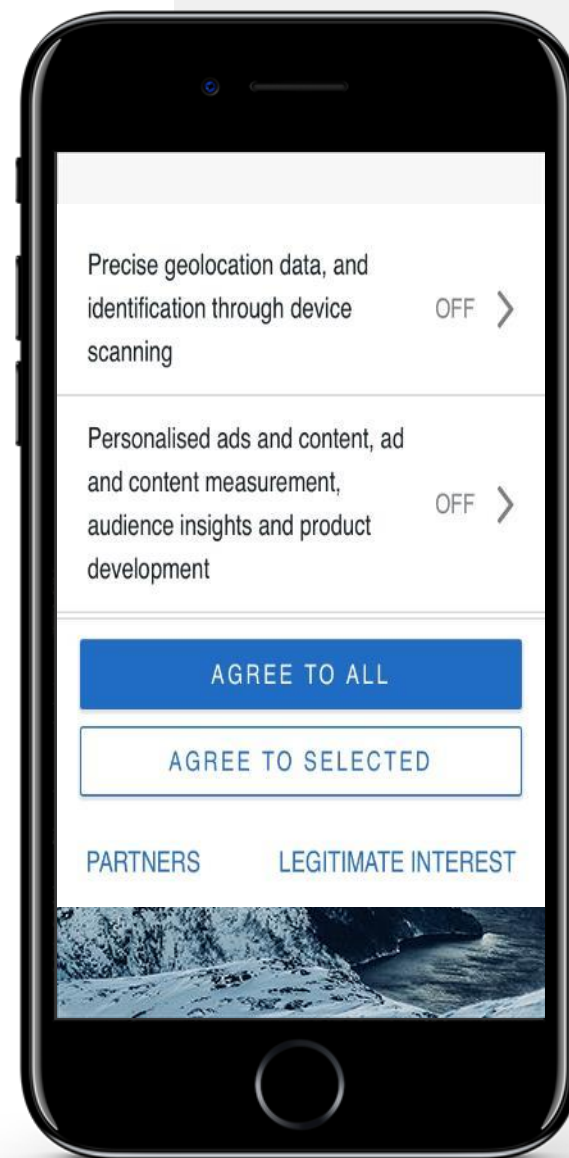 Precise geolocation data, and
identification through device
scanning
OFF
Personalised ads and content, ad
and content measurement,
audience insights and product
development
OFF
AGREE TO ALL
AGREE TO SELECTED
PARTNERS LEGITIMATE INTEREST